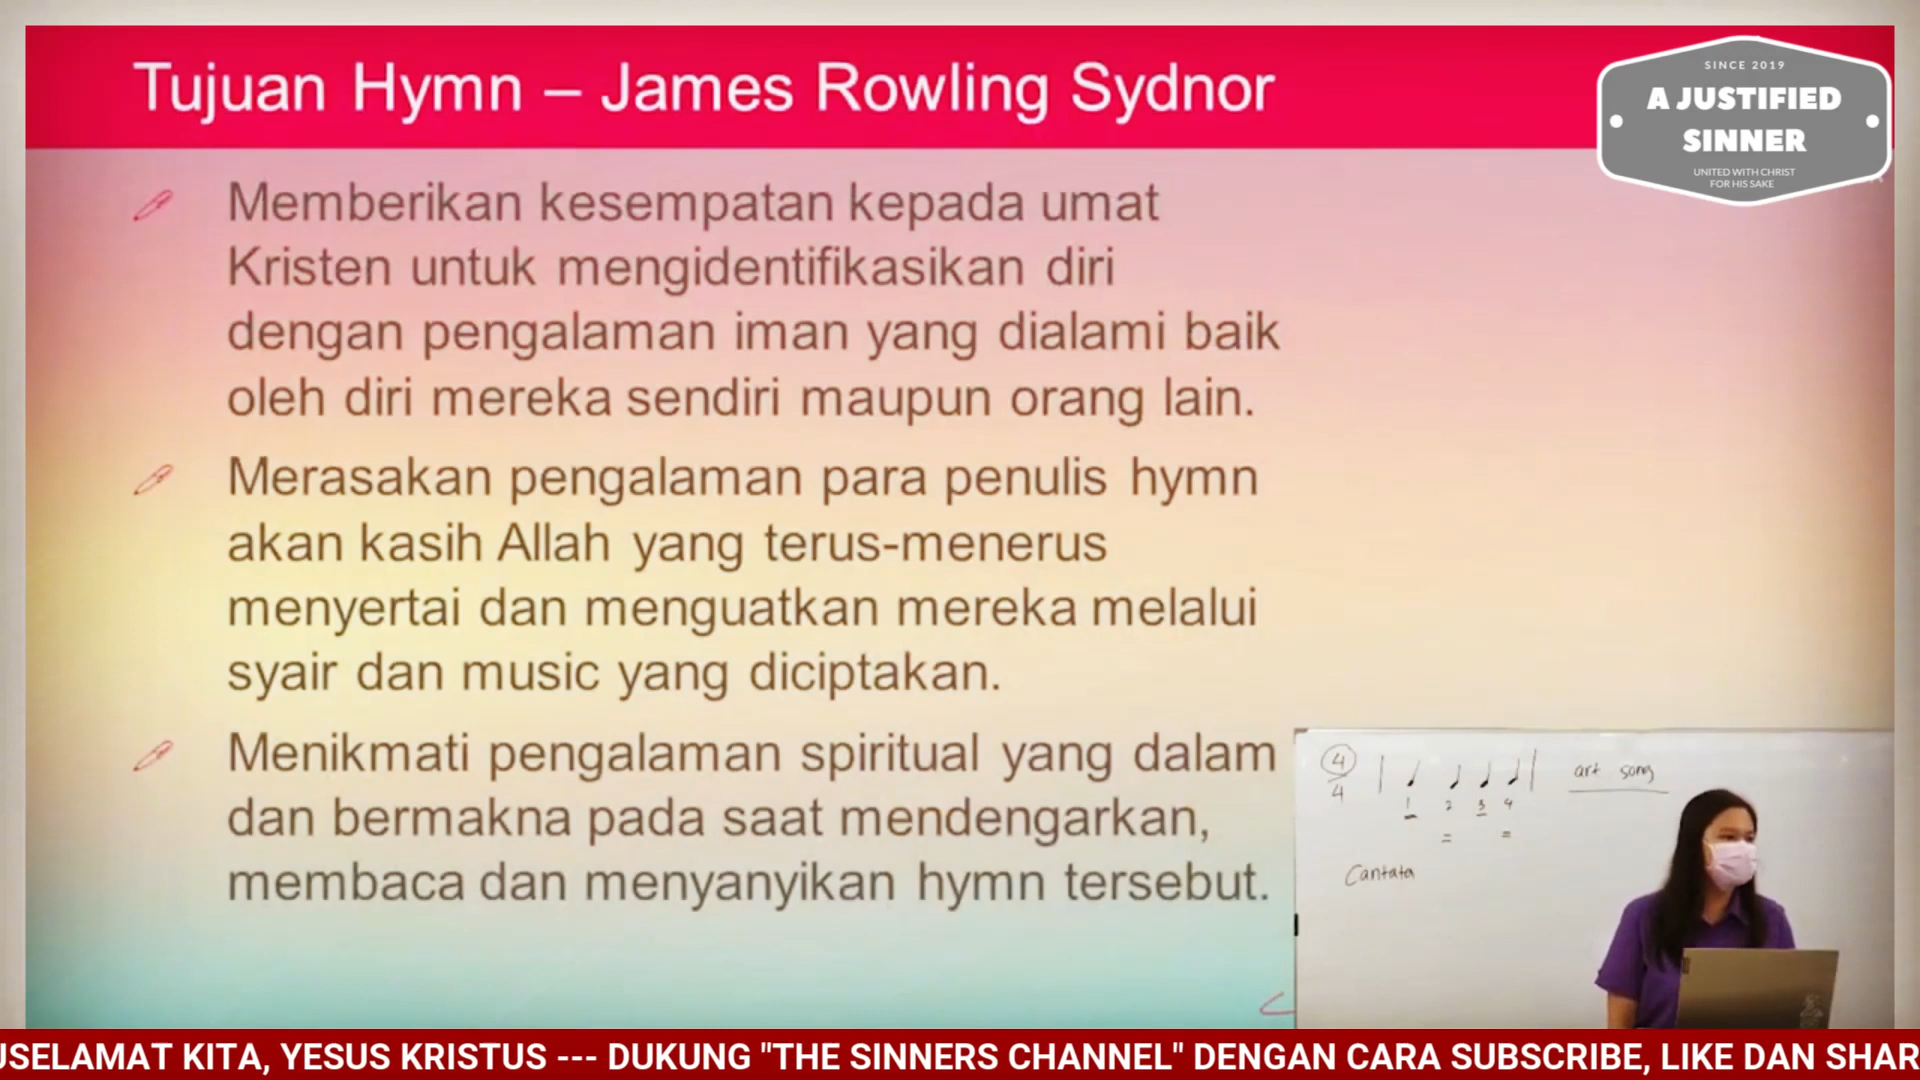 Tujuan Hymn – James Rowling Sydnor
SINCE 2019
A JUSTIFIED
SINNER
UNITED WITH CHRIST
FOR HIS SAKE
Memberikan kesempatan kepada umat
Kristen untuk mengidentifikasikan diri
dengan pengalaman iman yang dialami baik
oleh diri mereka sendiri maupun orang lain.
Merasakan pengalaman para penulis hymn
akan kasih Allah yang terus-menerus
menyertai dan menguatkan mereka melalui
syair dan music yang diciptakan.
Menikmati pengalaman spiritual yang dalam
dan bermakna pada saat mendengarkan,
membaca dan menyanyikan hymn tersebut.
4
4
art song
1 2 3 4
= =
Cantata
USELAMAT KITA, YESUS KRISTUS --- DUKUNG "THE SINNERS CHANNEL" DENGAN CARA SUBSCRIBE, LIKE DAN SHAR